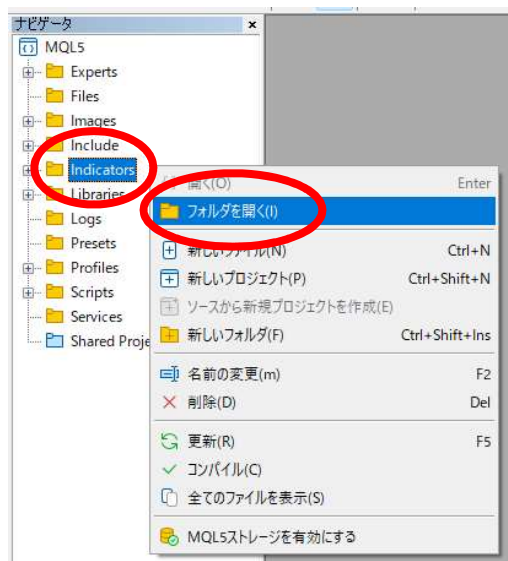 ナビゲータ
MQL5
Experts
Files
Images
Include
Indicators
Libraries
Logs
Presets
Profiles
Scripts
Services
Shared Proje
開く(O) Enter
フォルダを開く(I)
新しいファイル(N) Ctrl+N
新しいプロジェクト(P) Ctrl+Shift+N
ソースから新規プロジェクトを作成(E)
新しいフォルダ(F) Ctrl+Shift+Ins
名前の変更(m) F2
削除(D) Del
更新(R) F5
コンパイル(C)
全てのファイルを表示(S)
MQL5ストレージを有効にする